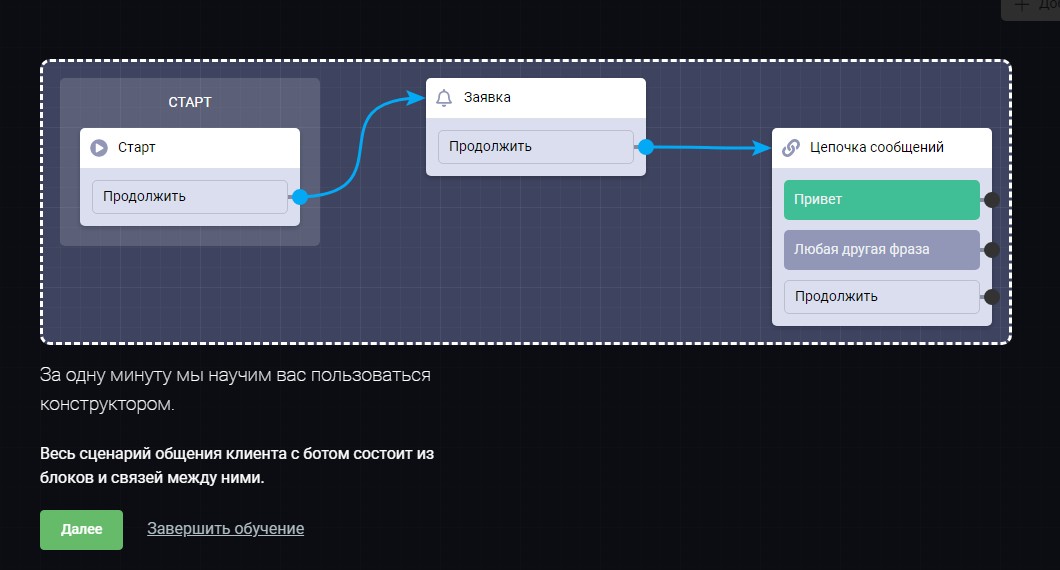 СТАРТ
Старт
Продолжить
Заявка
Продолжить
Цепочка сообщений
Привет
Любая другая фраза
Продолжить
За одну минуту мы научим вас пользоваться
конструктором.
Весь сценарий общения клиента с ботом состоит из
блоков и связей между ними.
Далее
Завершить обучение